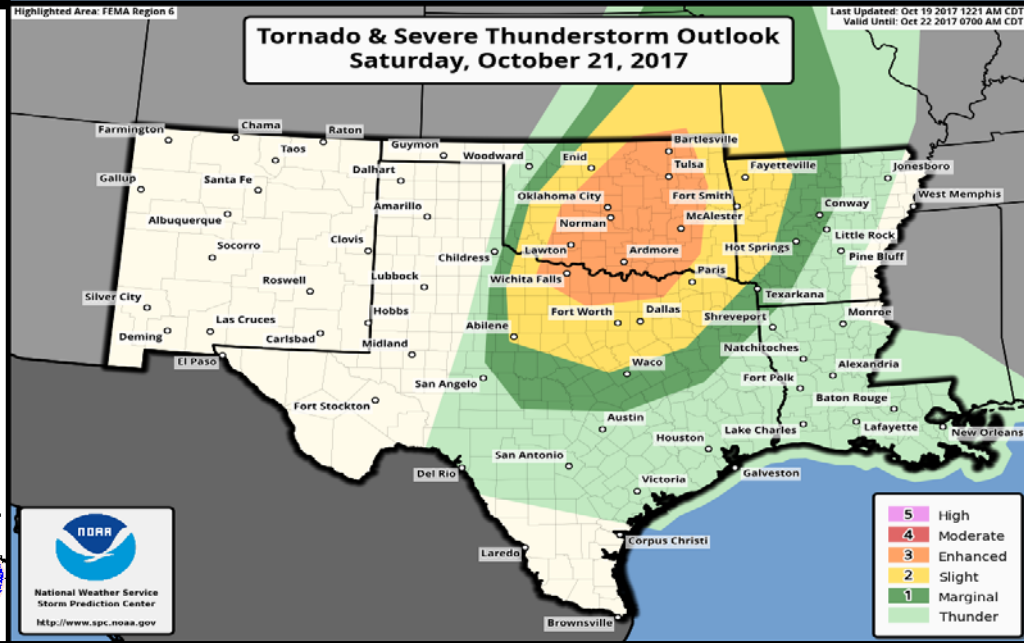 Highlighted Area: FEMA Region 6
Last Updated: Oct 19 2017 1221 AM CDT
Valid Until: Oct 22 2017 0700 AM CDT
Tornado & Severe Thunderstorm Outlook
Saturday, October 21, 2017
Farmington
Chama
Raton
Taos
Guymon
Woodward
Enid
Bartlesville
Tulsa
Fayetteville
Jonesboro
Gallup
Santa Fe
Dalhart
Oklahoma City
Fort Smith
West Memphis
Albuquerque
Amarillo
Norman
McAlester
Conway
Socorro
Clovis
Childress
Lawton
Ardmore
Hot Springs
Little Rock
Pine Bluff
Roswell
Lubbock
Wichita Falls
Paris
Texarkana
Silver City
Las Cruces
Hobbs
Abilene
Fort Worth
Dallas
Shreveport
Monroe
Deming
Carlsbad
Midland
Natchitoches
El Paso
Waco
Alexandria
San Angelo
Fort Polk
Fort Stockton
Baton Rouge
Austin
Lake Charles
Lafayette
New Orleans
Houston
San Antonio
Del Rio
Galveston
Victoria
Corpus Christi
Laredo
Brownsville
NOAA
National Weather Service
Storm Prediction Center
http://www.spc.noaa.gov
5 High
4 Moderate
3 Enhanced
2 Slight
1 Marginal
Thunder